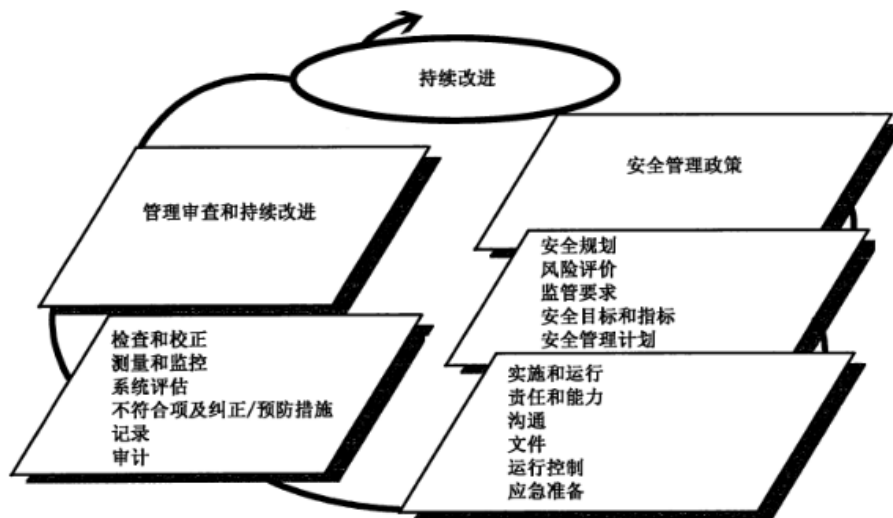 持续改进
安全管理政策
管理审查和持续改进
安全规划
风险评价
监管要求
安全目标和指标
安全管理计划
检查和校正
测量和监控
系统评估
不符合项及纠正/预防措施
记录
审计
实施和运行
责任和能力
沟通
文件
运行控制
应急准备